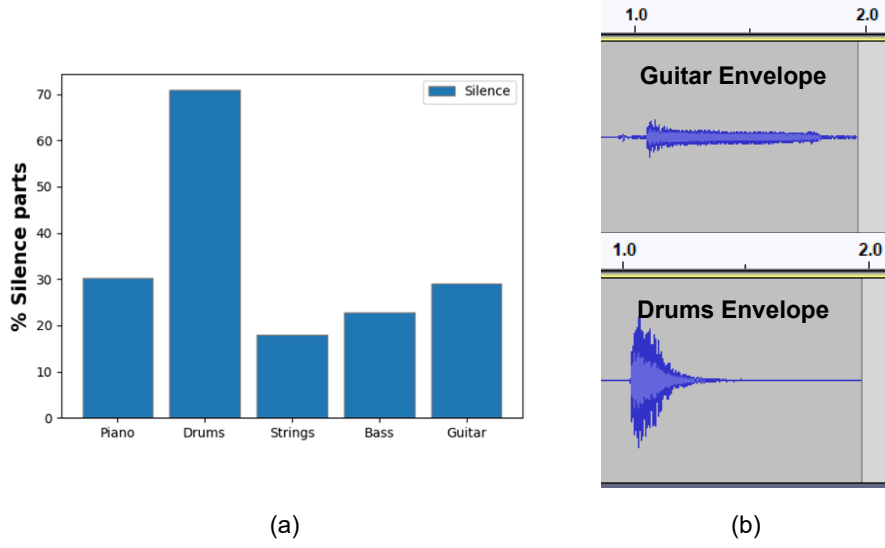 % Silence parts
70
60
50
40
30
20
10
0
Silence
Piano Drums Strings Bass Guitar
(a)
1.0 2.0
Guitar Envelope
1.0 2.0
Drums Envelope
(b)